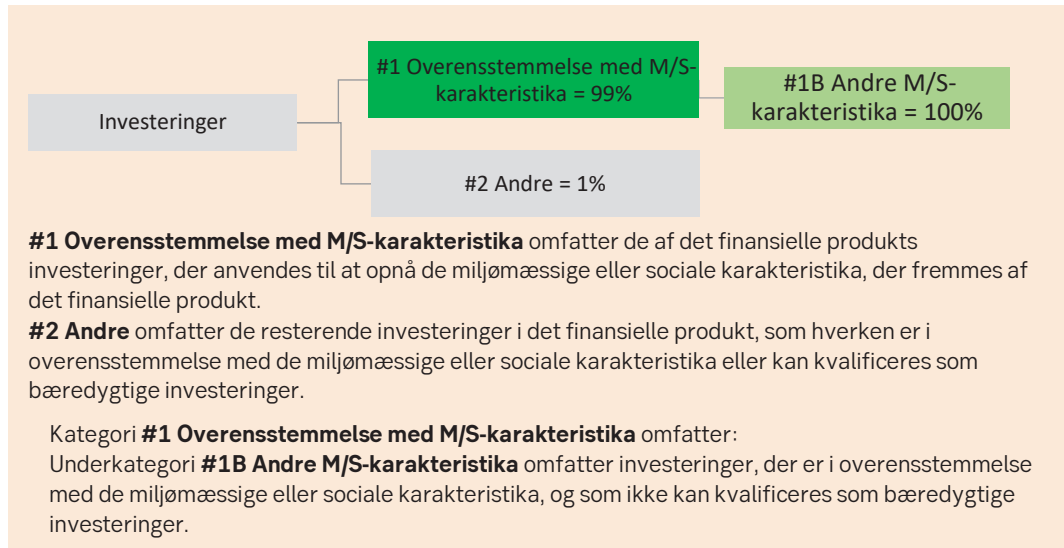 #1 Overensstemmelse med M/S-
karakteristika = 99%
#1B Andre M/S-
karakteristika = 100%
Investeringer
#2 Andre = 1%
#1 Overensstemmelse med M/S-karakteristika omfatter de af det finansielle produkts
investeringer, der anvendes til at opnå de miljømæssige eller sociale karakteristika, der fremmes af
det finansielle produkt.
#2 Andre omfatter de resterende investeringer i det finansielle produkt, som hverken er i
overensstemmelse med de miljømæssige eller sociale karakteristika eller kan kvalificeres som
bæredygtige investeringer.
Kategori #1 Overensstemmelse med M/S-karakteristika omfatter:
Underkategori #1B Andre M/S-karakteristika omfatter investeringer, der er i overensstemmelse
med de miljømæssige eller sociale karakteristika, og som ikke kan kvalificeres som bæredygtige
investeringer.